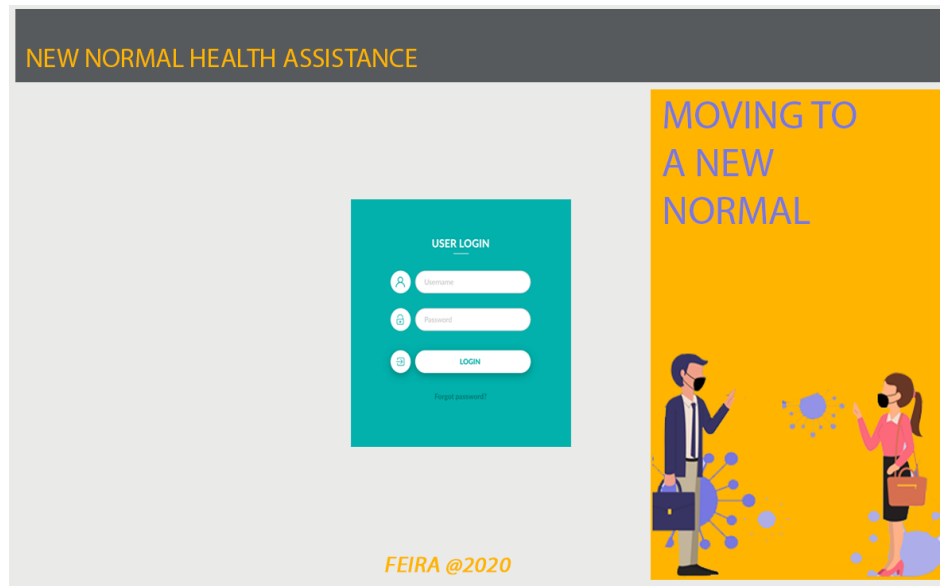 NEW NORMAL HEALTH ASSISTANCE
MOVING TO
A NEW
NORMAL
USER LOGIN
Username
Password
LOGIN
Forgot password?
FEIRA @2020